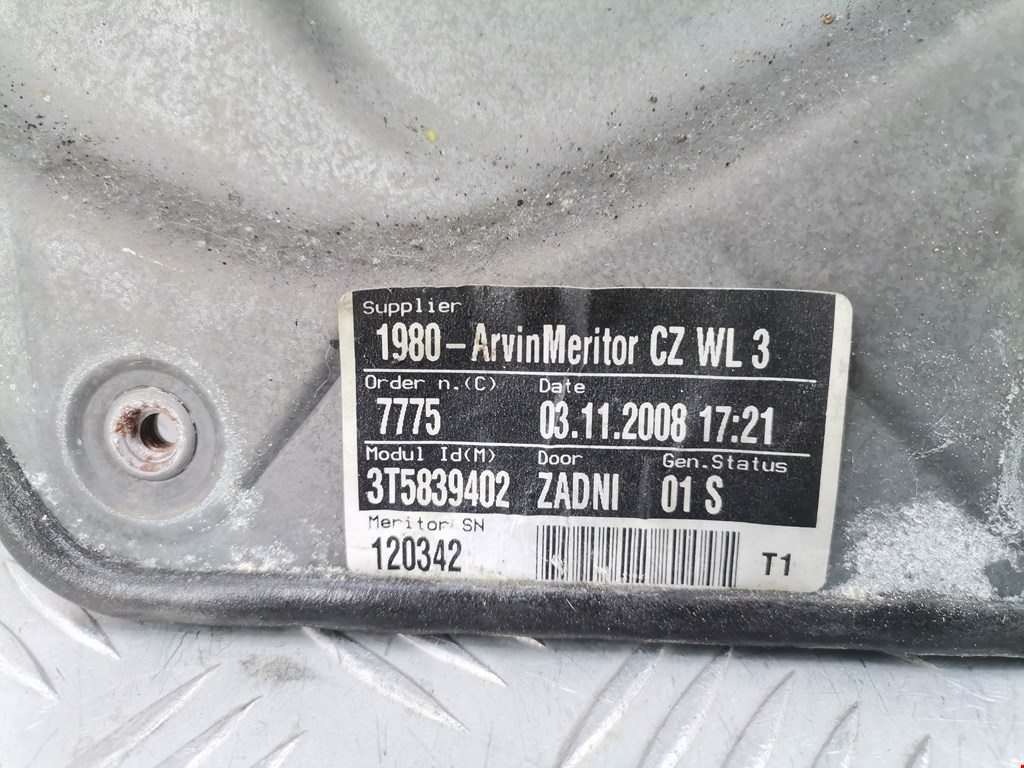 Supplier
1980-ArvinMeritor CZ WL 3
Order n.(C) Date
7775 03.11.2008 17:21
Modul Id(M) Door Gen.Status
3T5839402 ZADNI 01 S
Meritor SN
120342 T1